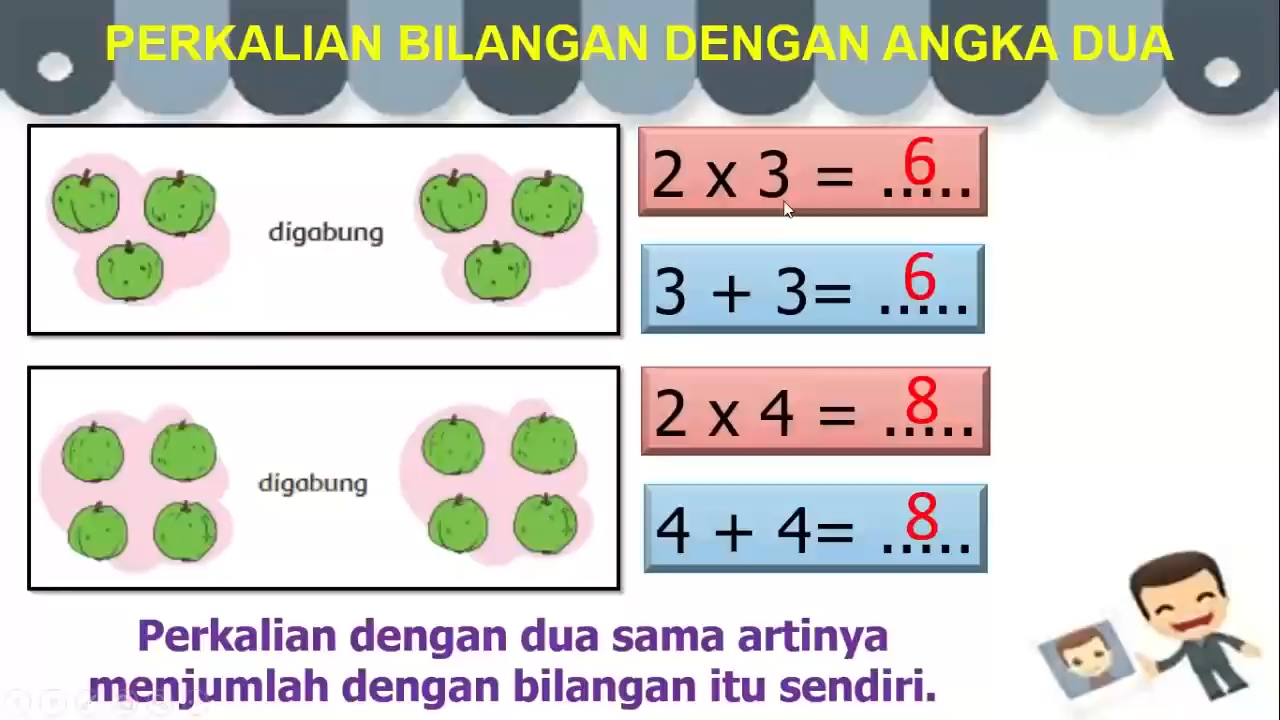 PERKALIAN BILANGAN DENGAN ANGKA DUA
digabung
2 x 3 = ..... 6
3 + 3= ..... 6
digabung
2 x 4 = ..... 8
4 + 4= ..... 8
Perkalian dengan dua sama artinya
menjumlah dengan bilangan itu sendiri.